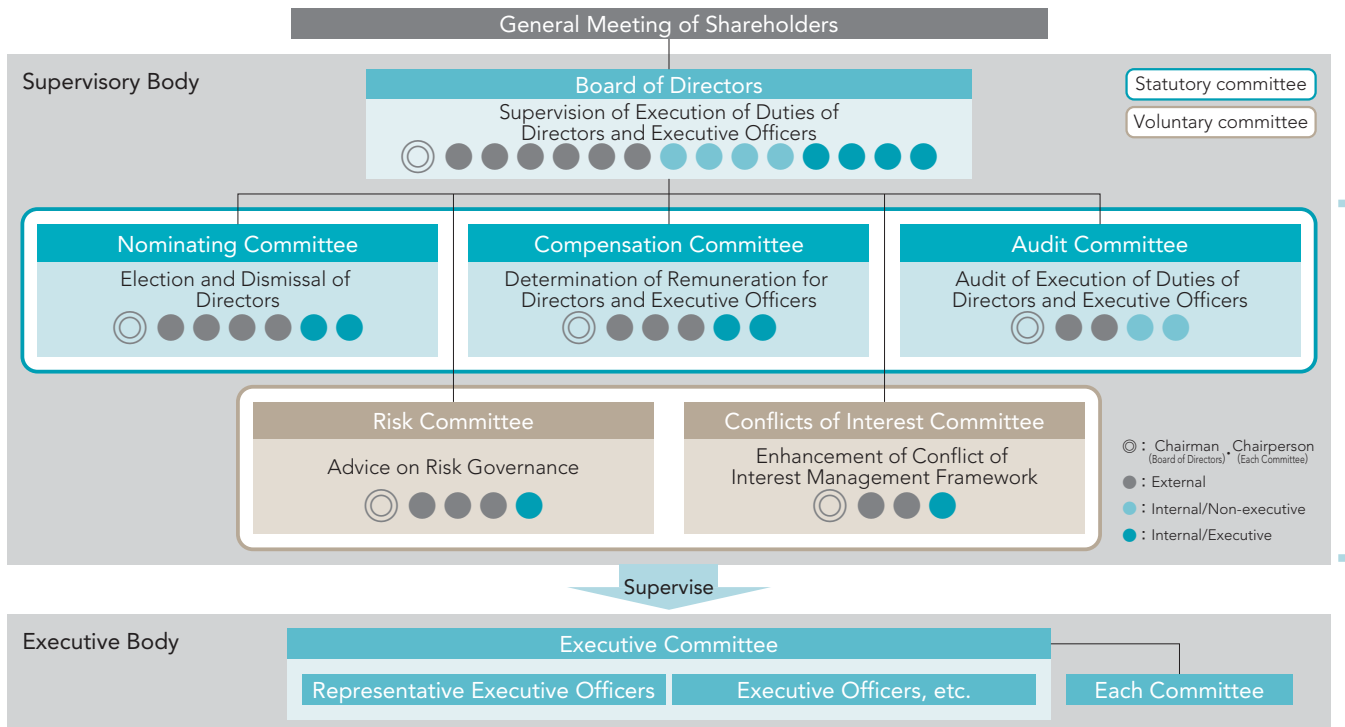 General Meeting of Shareholders
Supervisory Body
Board of Directors
Supervision of Execution of Duties of
Directors and Executive Officers
Statutory committee
Voluntary committee
Nominating Committee
Election and Dismissal of
Directors
Compensation Committee
Determination of Remuneration for
Directors and Executive Officers
Audit Committee
Audit of Execution of Duties of
Directors and Executive Officers
Risk Committee
Advice on Risk Governance
Conflicts of Interest Committee
Enhancement of Conflict of
Interest Management Framework
◎ : Chairman · Chairperson
(Board of Directors) (Each Committee)
● : External
● : Internal/Non-executive
● : Internal/Executive
Supervise
Executive Body
Executive Committee
Representative Executive Officers
Executive Officers, etc.
Each Committee